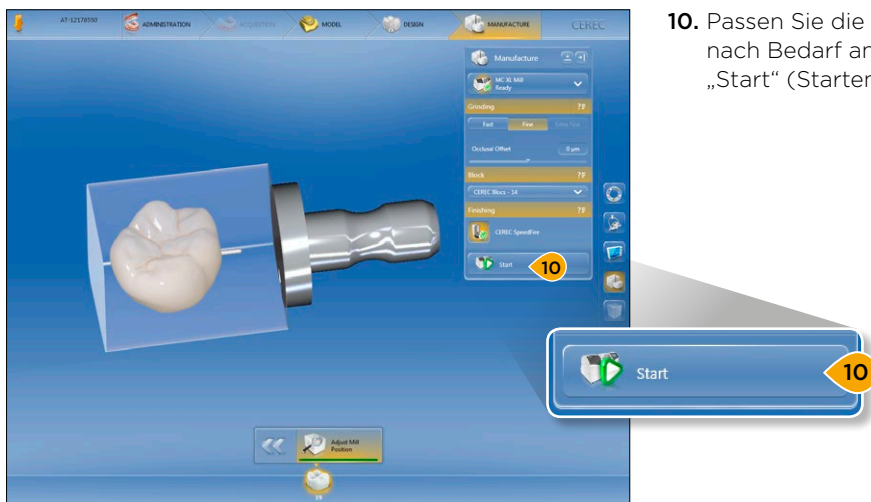 AT-12178550
ADMINISTRATION
ACQUISITION
MODEL
DESIGN
MANUFACTURE
CEREC
10. Passen Sie die
nach Bedarf an
„Start“ (Starten
Manufacture
MC XL Mill
Ready
Grinding
??
Fast
Fine
Extra Fine
Occlusal Offset
0 µm
Block
??
CEREC Blocs - 14
Finishing
??
CEREC SpeedFire
Start
10
Start
10
Adjust Mill
Position
19